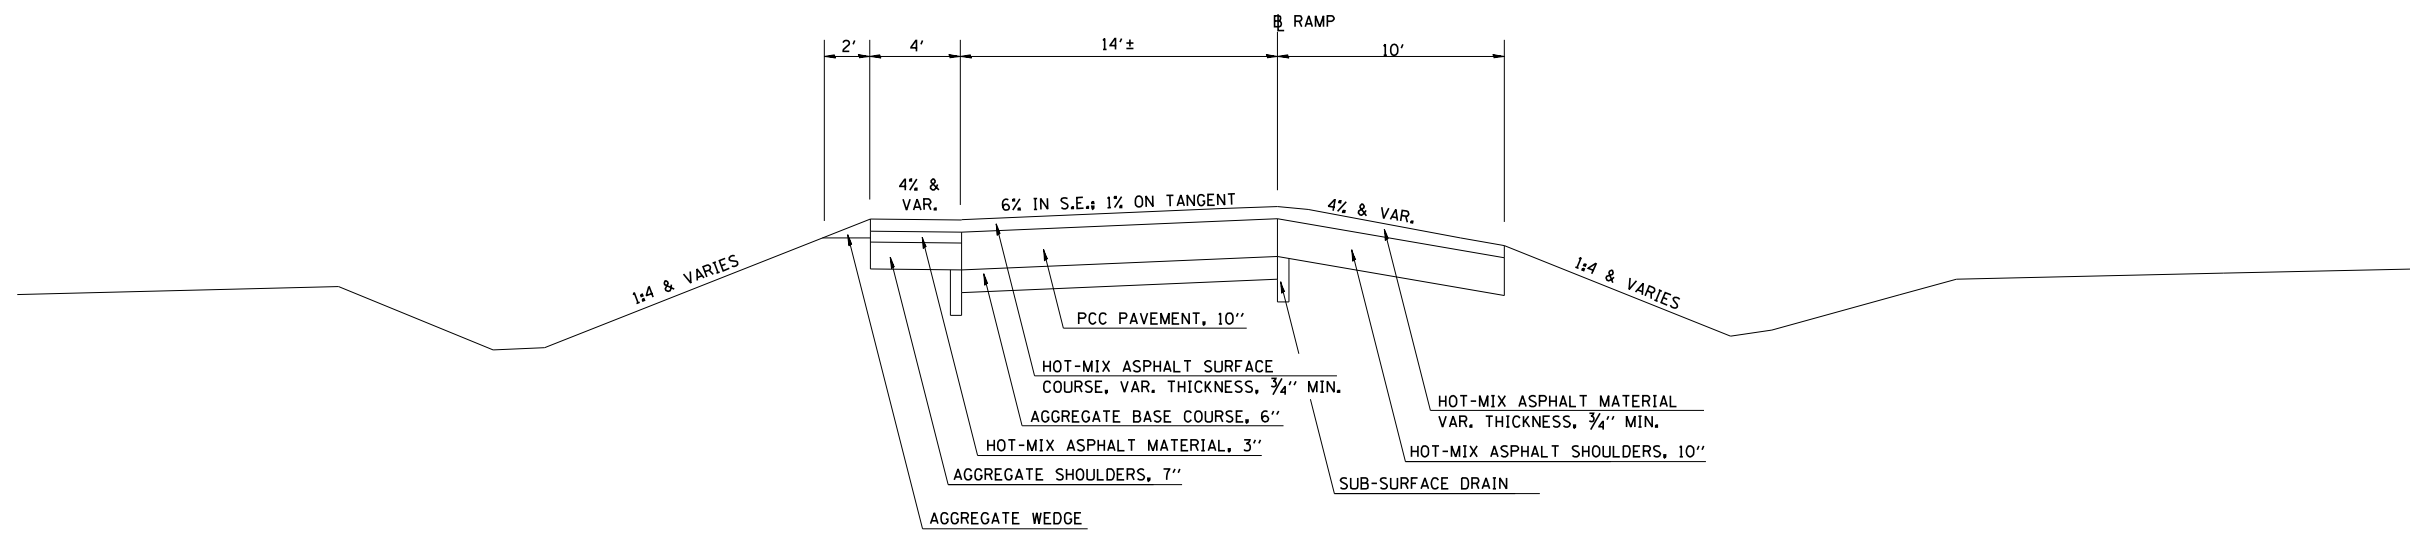 ℄ RAMP
2' 4' 14'± 10'
4% &
VAR.
6% IN S.E.; 1% ON TANGENT
4% & VAR.
1:4 & VARIES
1:4 & VARIES
PCC PAVEMENT, 10''
HOT-MIX ASPHALT SURFACE
COURSE, VAR. THICKNESS, ¾'' MIN.
AGGREGATE BASE COURSE, 6''
HOT-MIX ASPHALT MATERIAL, 3''
AGGREGATE SHOULDERS, 7''
AGGREGATE WEDGE
HOT-MIX ASPHALT MATERIAL
VAR. THICKNESS, ¾'' MIN.
HOT-MIX ASPHALT SHOULDERS, 10''
SUB-SURFACE DRAIN